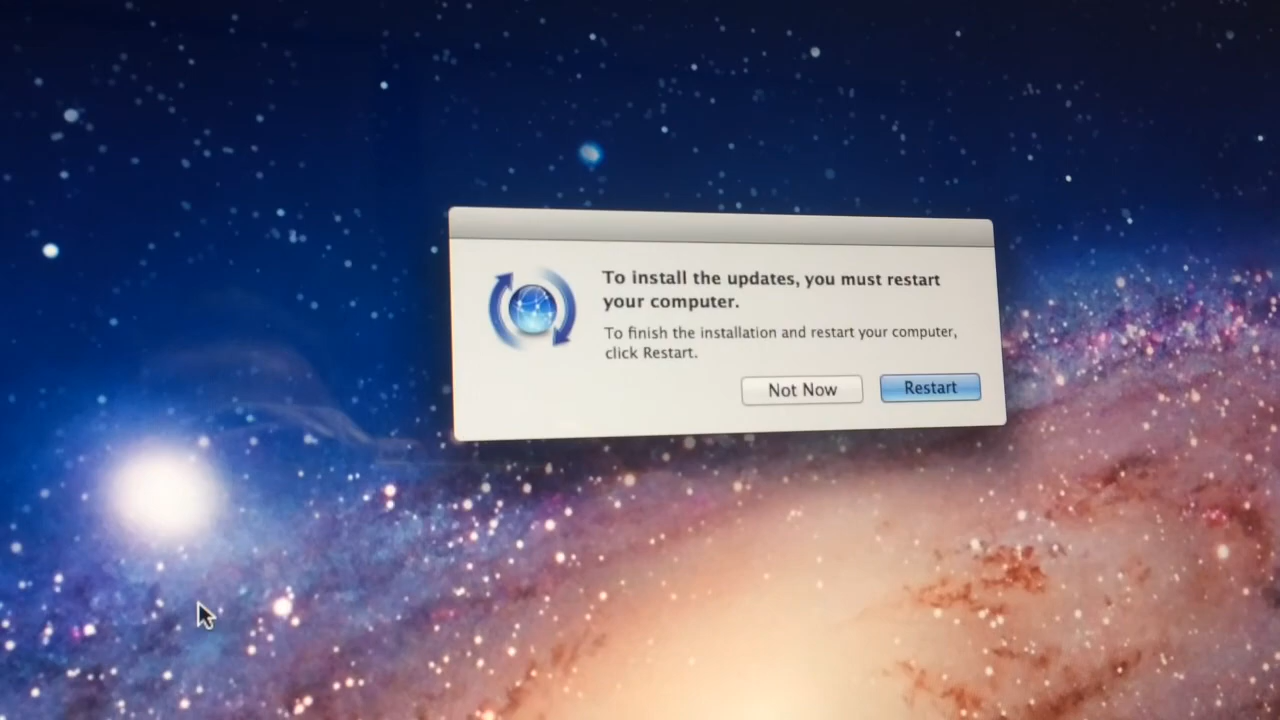 To install the updates, you must restart
your computer.
To finish the installation and restart your computer,
click Restart.
Not Now
Restart